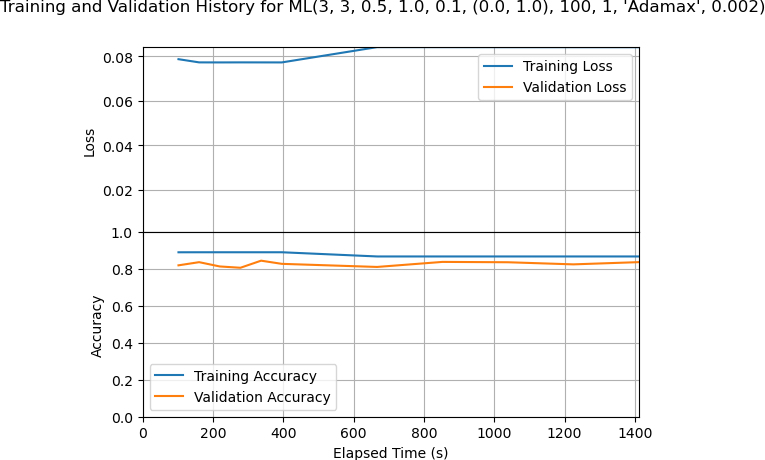 Training and Validation History for ML(3, 3, 0.5, 1.0, 0.1, (0.0, 1.0), 100, 1, 'Adamax', 0.002)
0.08
0.06
0.04
0.02
Loss
Training Loss
Validation Loss
1.0
0.8
0.6
0.4
0.2
0.0
Accuracy
Training Accuracy
Validation Accuracy
0 200 400 600 800 1000 1200 1400
Elapsed Time (s)